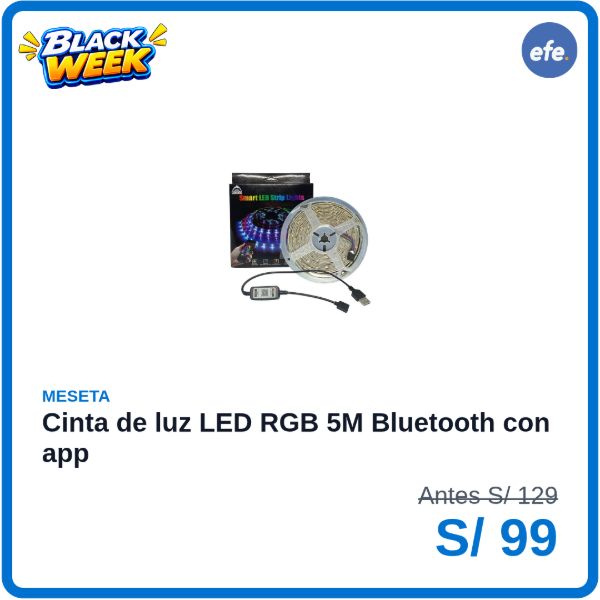 BLACK
WEEK
efe.
Smart LED Strip Lights
MESETA
Cinta de luz LED RGB 5M Bluetooth con
app
Antes S/ 129
S/ 99